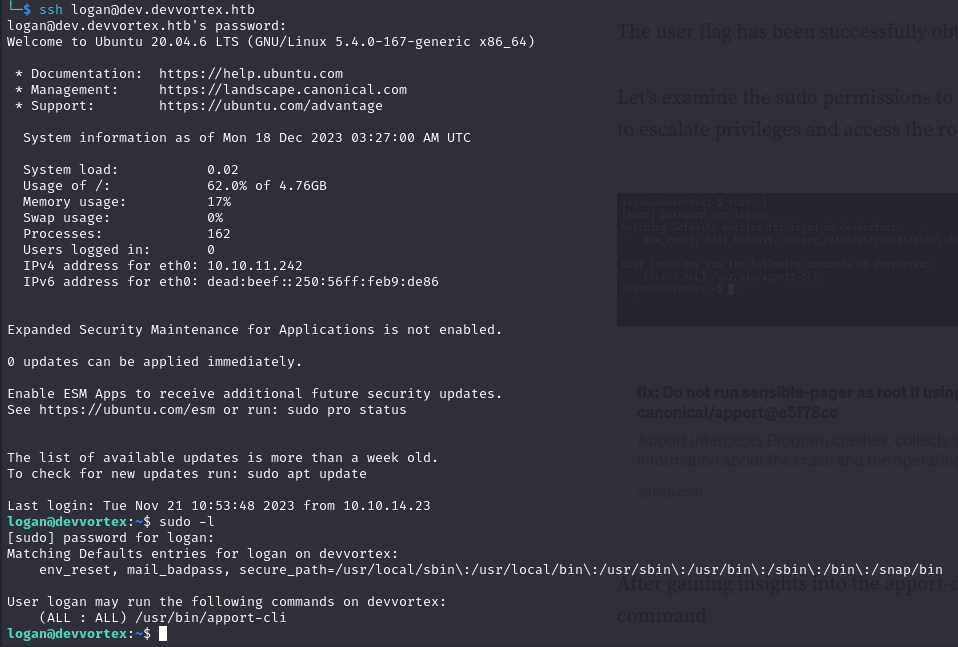 └─$ ssh logan@dev.devvortex.htb
logan@dev.devvortex.htb's password:
Welcome to Ubuntu 20.04.6 LTS (GNU/Linux 5.4.0-167-generic x86_64)
* Documentation:  https://help.ubuntu.com
* Management:     https://landscape.canonical.com
* Support:        https://ubuntu.com/advantage
System information as of Mon 18 Dec 2023 03:27:00 AM UTC
System load:           0.02
Usage of /:            62.0% of 4.76GB
Memory usage:          17%
Swap usage:            0%
Processes:             162
Users logged in:       0
IPv4 address for eth0: 10.10.11.242
IPv6 address for eth0: dead:beef::250:56ff:feb9:de86
Expanded Security Maintenance for Applications is not enabled.
0 updates can be applied immediately.
Enable ESM Apps to receive additional future security updates.
See https://ubuntu.com/esm or run: sudo pro status
The list of available updates is more than a week old.
To check for new updates run: sudo apt update
Last login: Tue Nov 21 10:53:48 2023 from 10.10.14.23
logan@devvortex:~$ sudo -l
[sudo] password for logan:
Matching Defaults entries for logan on devvortex:
env_reset, mail_badpass, secure_path=/usr/local/sbin\:/usr/local/bin\:/usr/sbin\:/usr/bin\:/sbin\:/bin\:/snap/bin
User logan may run the following commands on devvortex:
(ALL : ALL) /usr/bin/apport-cli
logan@devvortex:~$
The user flag has been successfully
Let's examine the sudo permissions to
to escalate privileges and access the
logan@devvortex:~$ sudo -l
[sudo] password for logan:
Matching Defaults entries for logan on devvortex:
env_reset, mail_badpass, secure_path=/usr/local/sbin\:/
User logan may run the following commands on devvortex:
(ALL : ALL) /usr/bin/apport-cli
logan@devvortex:~$
fix: Do not run sensible-pager as root if using
canonical/apport@e5f78cc
Apport intercepts Program crashes, collects
information about the crash and the
github.com
After gaining insights into the
command